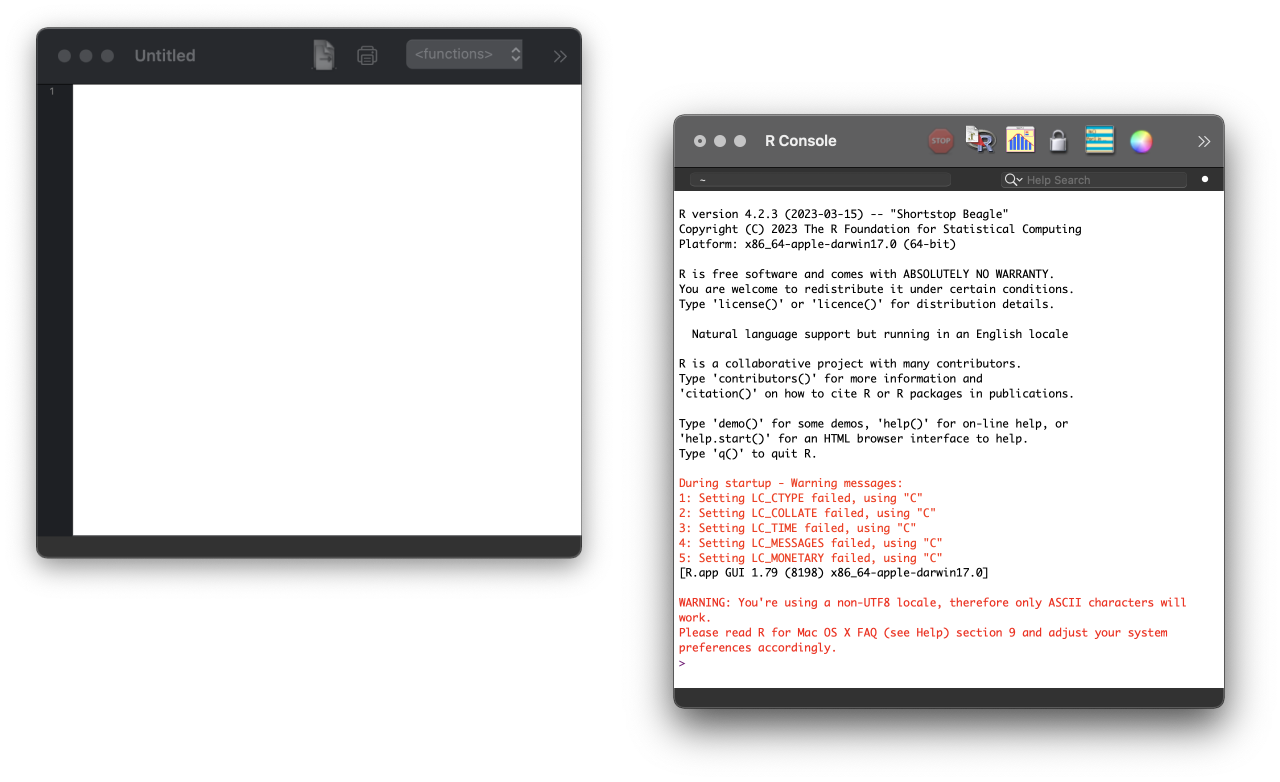 Untitled
<functions>
1
R Console
STOP
~
Help Search
R version 4.2.3 (2023-03-15) -- "Shortstop Beagle"
Copyright (C) 2023 The R Foundation for Statistical Computing
Platform: x86_64-apple-darwin17.0 (64-bit)
R is free software and comes with ABSOLUTELY NO WARRANTY.
You are welcome to redistribute it under certain conditions.
Type 'license()' or 'licence()' for distribution details.
Natural language support but running in an English locale
R is a collaborative project with many contributors.
Type 'contributors()' for more information and
'citation()' on how to cite R or R packages in publications.
Type 'demo()' for some demos, 'help()' for on-line help, or
'help.start()' for an HTML browser interface to help.
Type 'q()' to quit R.
During startup - Warning messages:
1: Setting LC_CTYPE failed, using "C"
2: Setting LC_COLLATE failed, using "C"
3: Setting LC_TIME failed, using "C"
4: Setting LC_MESSAGES failed, using "C"
5: Setting LC_MONETARY failed, using "C"
[R.app GUI 1.79 (8198) x86_64-apple-darwin17.0]
WARNING: You're using a non-UTF8 locale, therefore only ASCII characters will
work.
Please read R for Mac OS X FAQ (see Help) section 9 and adjust your system
preferences accordingly.
>